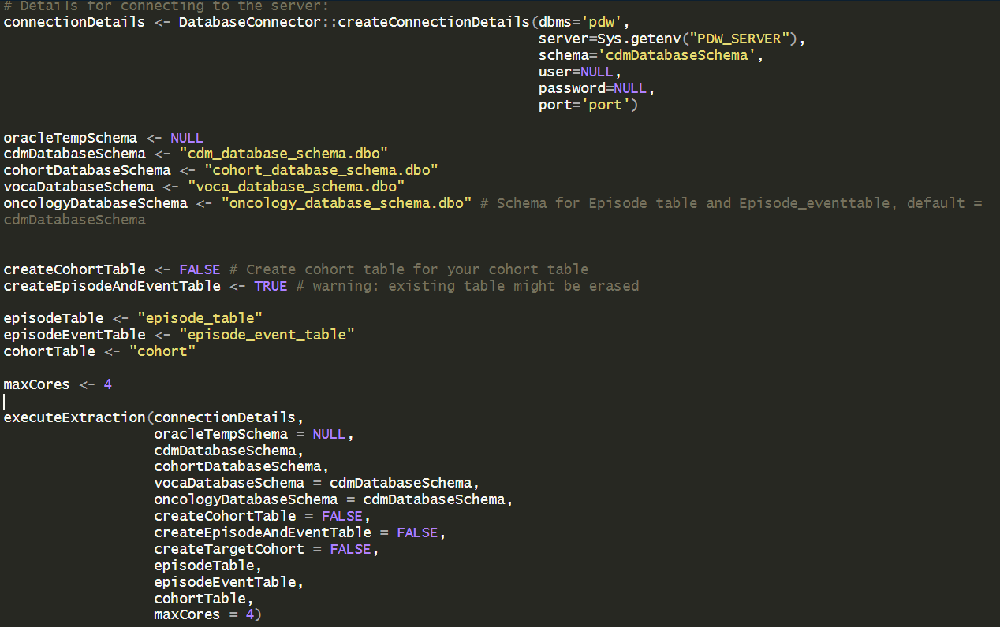 # Details for connecting to the server:
connectionDetails <- DatabaseConnector::createConnectionDetails(dbms='pdw',
server=Sys.getenv("PDW_SERVER"),
schema='cdmDatabaseSchema',
user=NULL,
password=NULL,
port='port')
oracleTempSchema <- NULL
cdmDatabaseSchema <- "cdm_database_schema.dbo"
cohortDatabaseSchema <- "cohort_database_schema.dbo"
vocaDatabaseSchema <- "voca_database_schema.dbo"
oncologyDatabaseSchema <- "oncology_database_schema.dbo" # Schema for Episode table and Episode_eventtable, default =
cdmDatabaseSchema
createCohortTable <- FALSE # Create cohort table for your cohort table
createEpisodeAndEventTable <- TRUE # warning: existing table might be erased
episodeTable <- "episode_table"
episodeEventTable <- "episode_event_table"
cohortTable <- "cohort"
maxCores <- 4
executeExtraction(connectionDetails,
oracleTempSchema = NULL,
cdmDatabaseSchema,
cohortDatabaseSchema,
vocaDatabaseSchema = cdmDatabaseSchema,
oncologyDatabaseSchema = cdmDatabaseSchema,
createCohortTable = FALSE,
createEpisodeAndEventTable = FALSE,
createTargetCohort = FALSE,
episodeTable,
episodeEventTable,
cohortTable,
maxCores = 4)